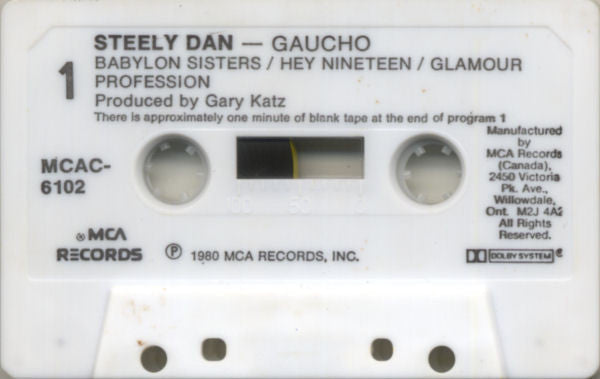 STEELY DAN — GAUCHO
1
BABYLON SISTERS / HEY NINETEEN / GLAMOUR
PROFESSION
Produced by Gary Katz
There is approximately one minute of blank tape at the end of program 1
MCAC-
6102
Manufactured
by
MCA Records
(Canada),
2450 Victoria
Pk. Ave.,
Willowdale,
Ont. M2J 4A2
All Rights
Reserved.
100 50 0
®MCA
RECORDS
℗ 1980 MCA RECORDS, INC.
DOLBY SYSTEM ®